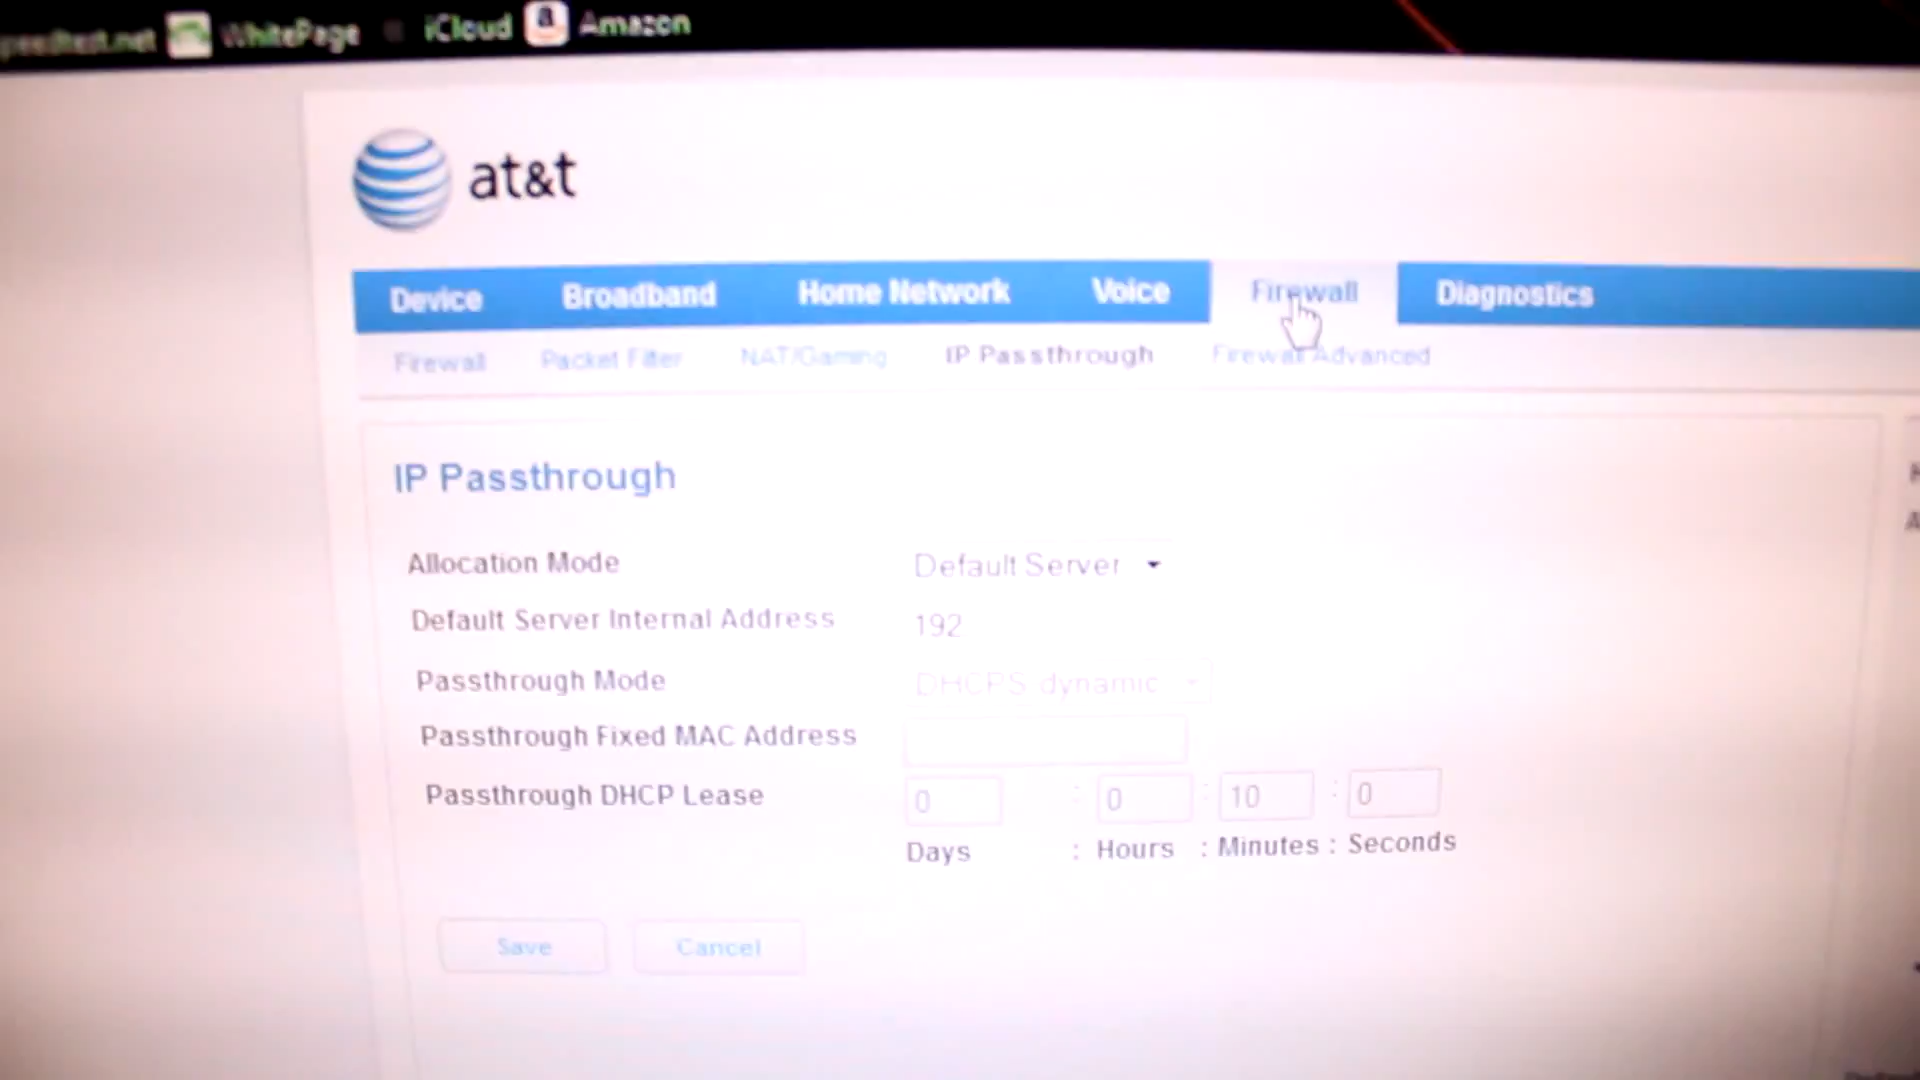 WhitePage iCloud a Amazon
at&t
Device Broadband Home Network Voice Firewall Diagnostics
Firewall Packet Filter NAT/Gaming IP Passthrough Firewall Advanced
IP Passthrough
Allocation Mode Default Server
Default Server Internal Address 192
Passthrough Mode DHCPS dynamic
Passthrough Fixed MAC Address
Passthrough DHCP Lease 0 : 0 : 10 : 0
Days : Hours : Minutes : Seconds
Save Cancel